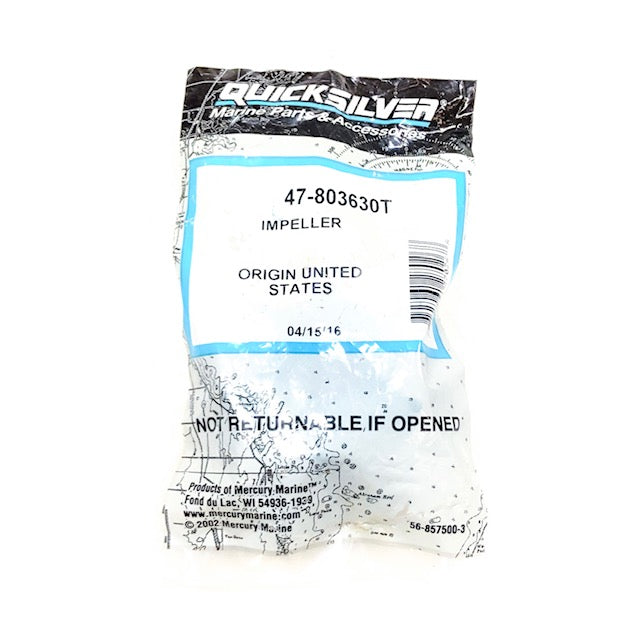 QUICKSILVER®
Marine Parts & Accessories
47-803630T
IMPELLER
ORIGIN UNITED
STATES
04/15/16
NOT RETURNABLE IF OPENED
Products of Mercury Marine™
Fond du Lac, WI 54936-1939
www.mercurymarine.com
© 2002 Mercury Marine
56-857500-3